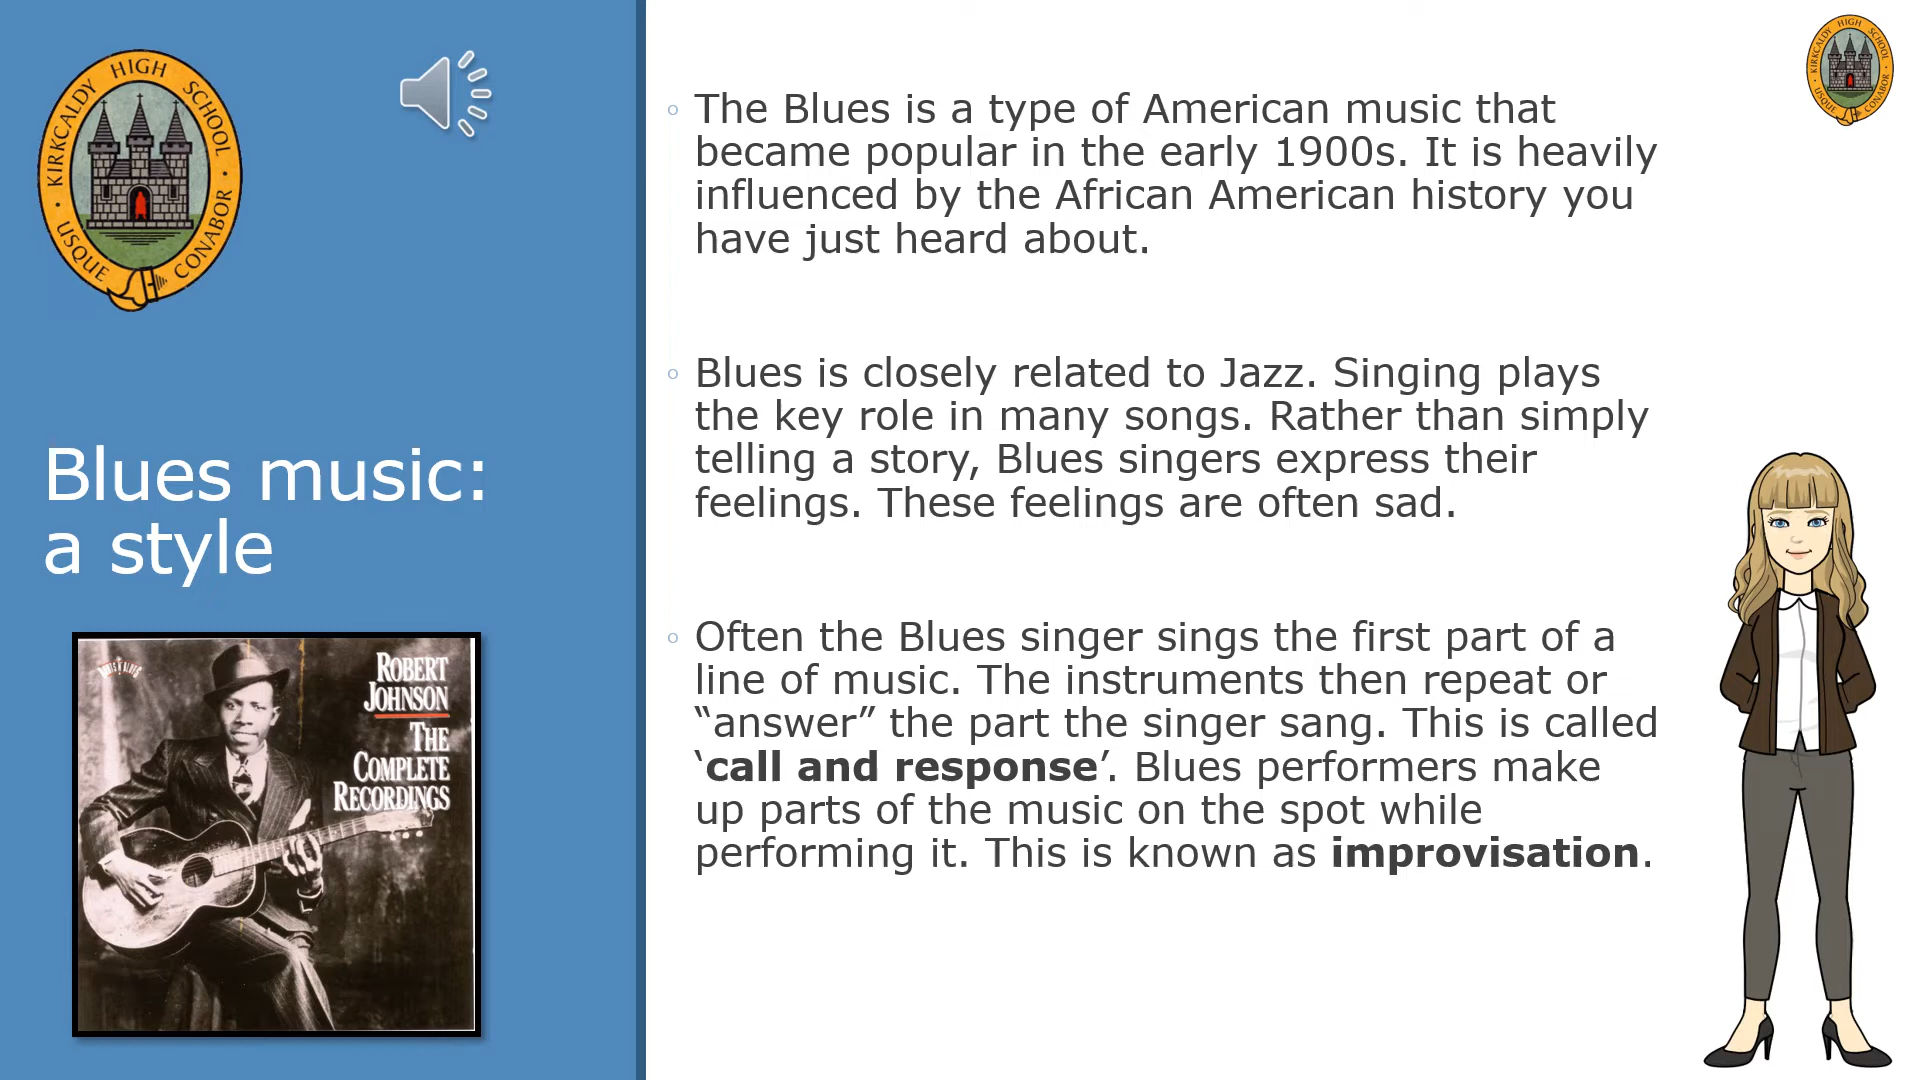 KIRKCALDY HIGH SCHOOL
USQUE CONABOR
Blues music:
a style
ROBERT
JOHNSON
THE
COMPLETE
RECORDINGS
The Blues is a type of American music that
became popular in the early 1900s. It is heavily
influenced by the African American history you
have just heard about.
Blues is closely related to Jazz. Singing plays
the key role in many songs. Rather than simply
telling a story, Blues singers express their
feelings. These feelings are often sad.
Often the Blues singer sings the first part of a
line of music. The instruments then repeat or
“answer” the part the singer sang. This is called
‘call and response’. Blues performers make
up parts of the music on the spot while
performing it. This is known as improvisation.
KIRKCALDY HIGH SCHOOL
USQUE CONABOR